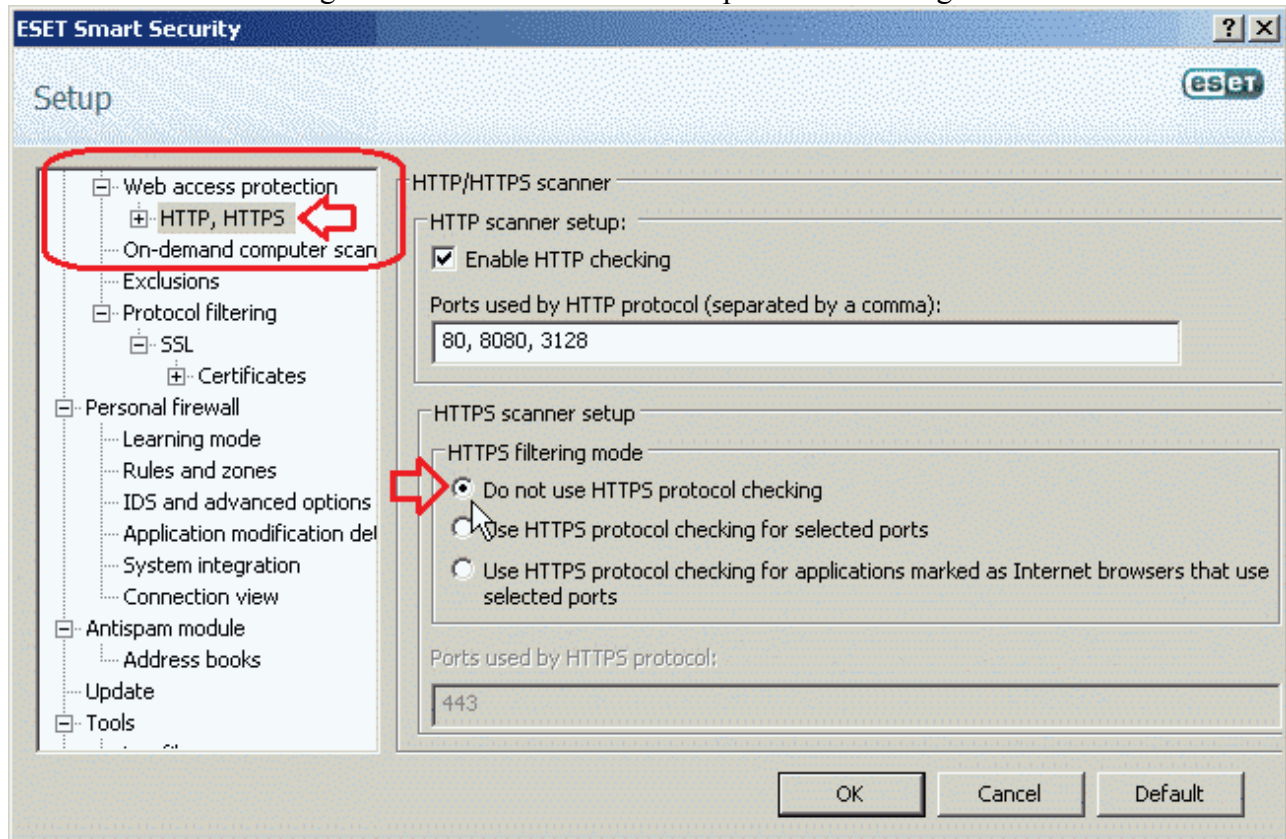 ESET Smart Security
Setup
eseT
Web access protection
HTTP, HTTPS
On-demand computer scan
Exclusions
Protocol filtering
SSL
Certificates
Personal firewall
Learning mode
Rules and zones
IDS and advanced options
Application modification det
System integration
Connection view
Antispam module
Address books
Update
Tools
HTTP/HTTPS scanner
HTTP scanner setup:
Enable HTTP checking
Ports used by HTTP protocol (separated by a comma):
80, 8080, 3128
HTTPS scanner setup
HTTPS filtering mode
Do not use HTTPS protocol checking
Use HTTPS protocol checking for selected ports
Use HTTPS protocol checking for applications marked as Internet browsers that use
selected ports
Ports used by HTTPS protocol:
443
OK
Cancel
Default